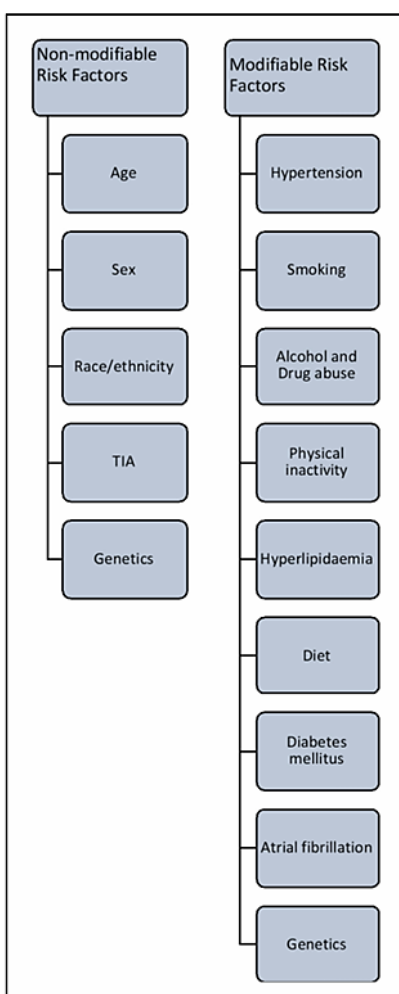 Non-modifiable
Risk Factors
Age
Sex
Race/ethnicity
TIA
Genetics
Modifiable Risk
Factors
Hypertension
Smoking
Alcohol and
Drug abuse
Physical
inactivity
Hyperlipidaemia
Diet
Diabetes
mellitus
Atrial fibrillation
Genetics